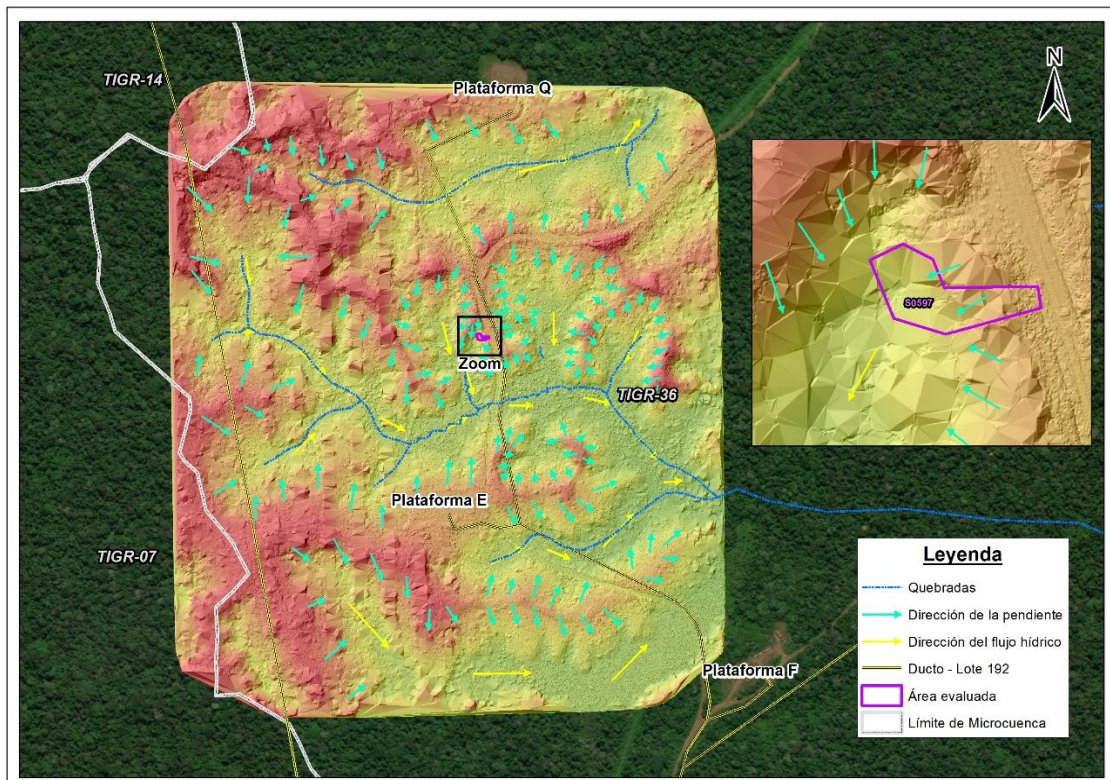 TIGR-14
Plataforma Q
N
S0597
Zoom
TIGR-36
Plataforma E
TIGR-07
Plataforma F
Leyenda
Quebradas
Dirección de la pendiente
Dirección del flujo hídrico
Ducto - Lote 192
Área evaluada
Límite de Microcuenca